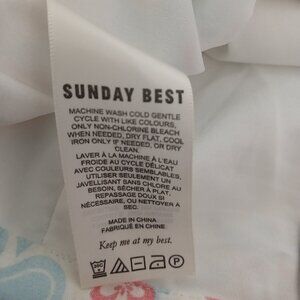 SUNDAY BEST
MACHINE WASH COLD GENTLE
CYCLE WITH LIKE COLOURS,
ONLY NON-CHLORINE BLEACH
WHEN NEEDED, DRY FLAT, COOL
IRON ONLY IF NEEDED, OR DRY
CLEAN.
LAVER À LA MACHINE À L'EAU
FROIDE AU CYCLE DÉLICAT
AVEC COULEURS SEMBLABLES,
UTILISER SEULEMENT UN
JAVELLISANT SANS CHLORE AU
BESOIN, SÉCHER À PLAT,
REPASSAGE DOUX SI
NÉCESSAIRE, OU NETTOYER À
SEC.
MADE IN CHINA
FABRIQUÉ EN CHINE
Keep me at my best.